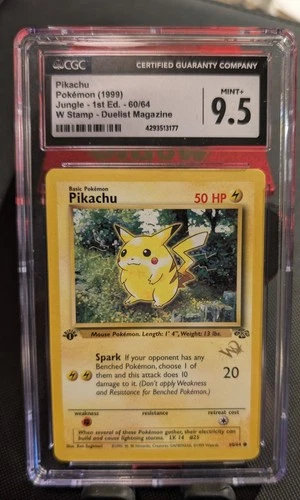 CGC CERTIFIED GUARANTY COMPANY
Pikachu
Pokémon (1999)
Jungle - 1st Ed. - 60/64
W Stamp - Duelist Magazine
4293513177
MINT+
9.5
Basic Pokémon
Pikachu 50 HP
Mouse Pokémon. Length: 1' 4", Weight: 13 lbs.
Spark If your opponent has any
Benched Pokémon, choose 1 of
them and this attack does 10
damage to it. (Don't apply Weakness
and Resistance for Benched Pokémon.)
20
weakness resistance retreat cost
When several of these Pokémon gather, their electricity can
build and cause lightning storms. LV. 14 #25
60/64